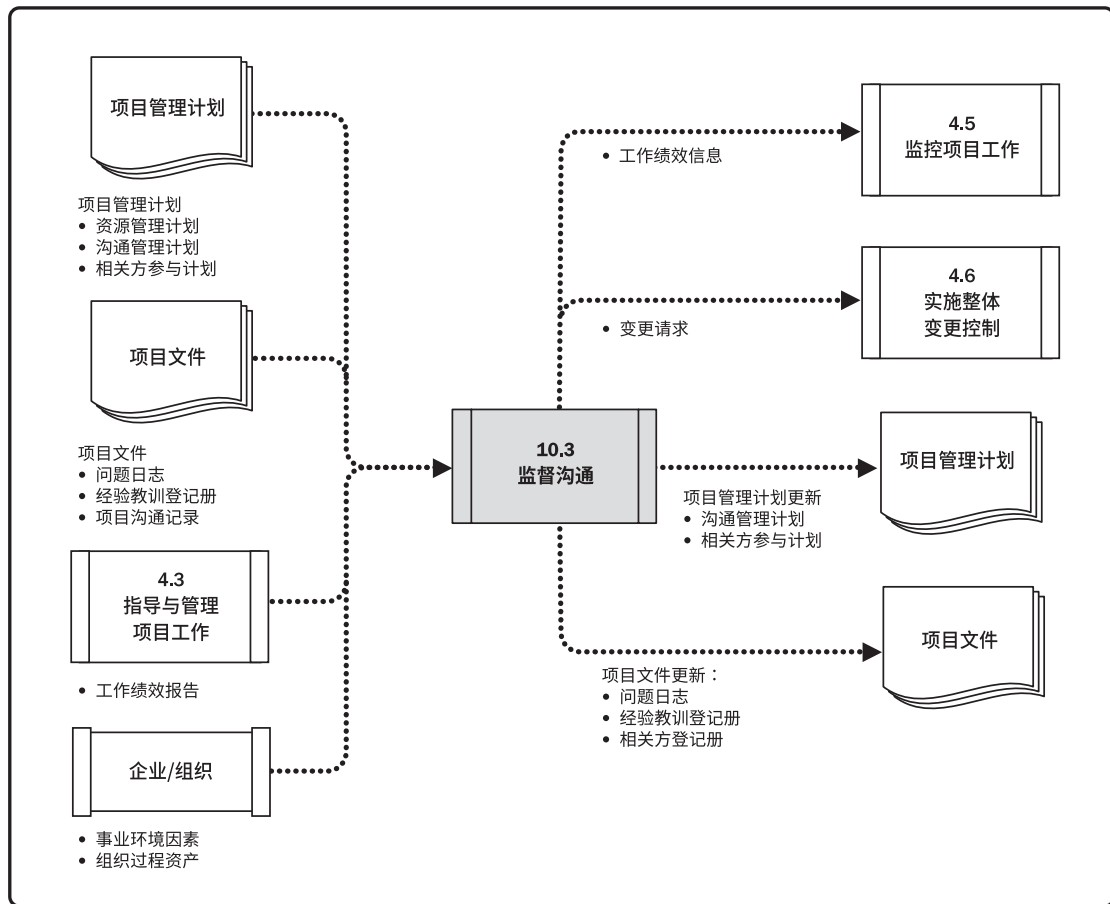 项目管理计划
项目管理计划
• 资源管理计划
• 沟通管理计划
• 相关方参与计划
项目文件
项目文件
• 问题日志
• 经验教训登记册
• 项目沟通记录
4.3
指导与管理
项目工作
• 工作绩效报告
企业/组织
• 事业环境因素
• 组织过程资产
10.3
监督沟通
• 工作绩效信息
4.5
监控项目工作
• 变更请求
4.6
实施整体
变更控制
项目管理计划更新
• 沟通管理计划
• 相关方参与计划
项目管理计划
项目文件更新：
• 问题日志
• 经验教训登记册
• 相关方登记册
项目文件